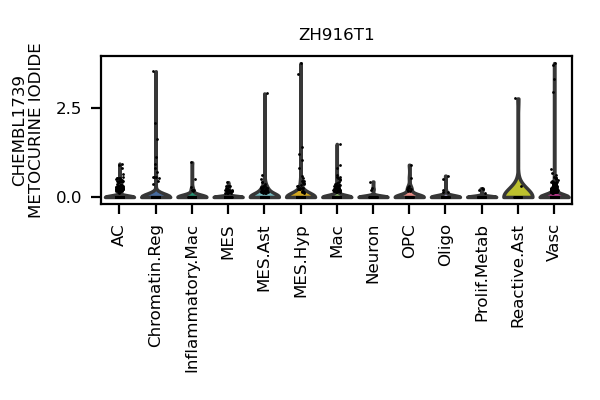 ZH916T1
CHEMBL1739
METOCURINE IODIDE
2.5
0.0
AC
Chromatin.Reg
Inflammatory.Mac
MES
MES.Ast
MES.Hyp
Mac
Neuron
OPC
Oligo
Prolif.Metab
Reactive.Ast
Vasc